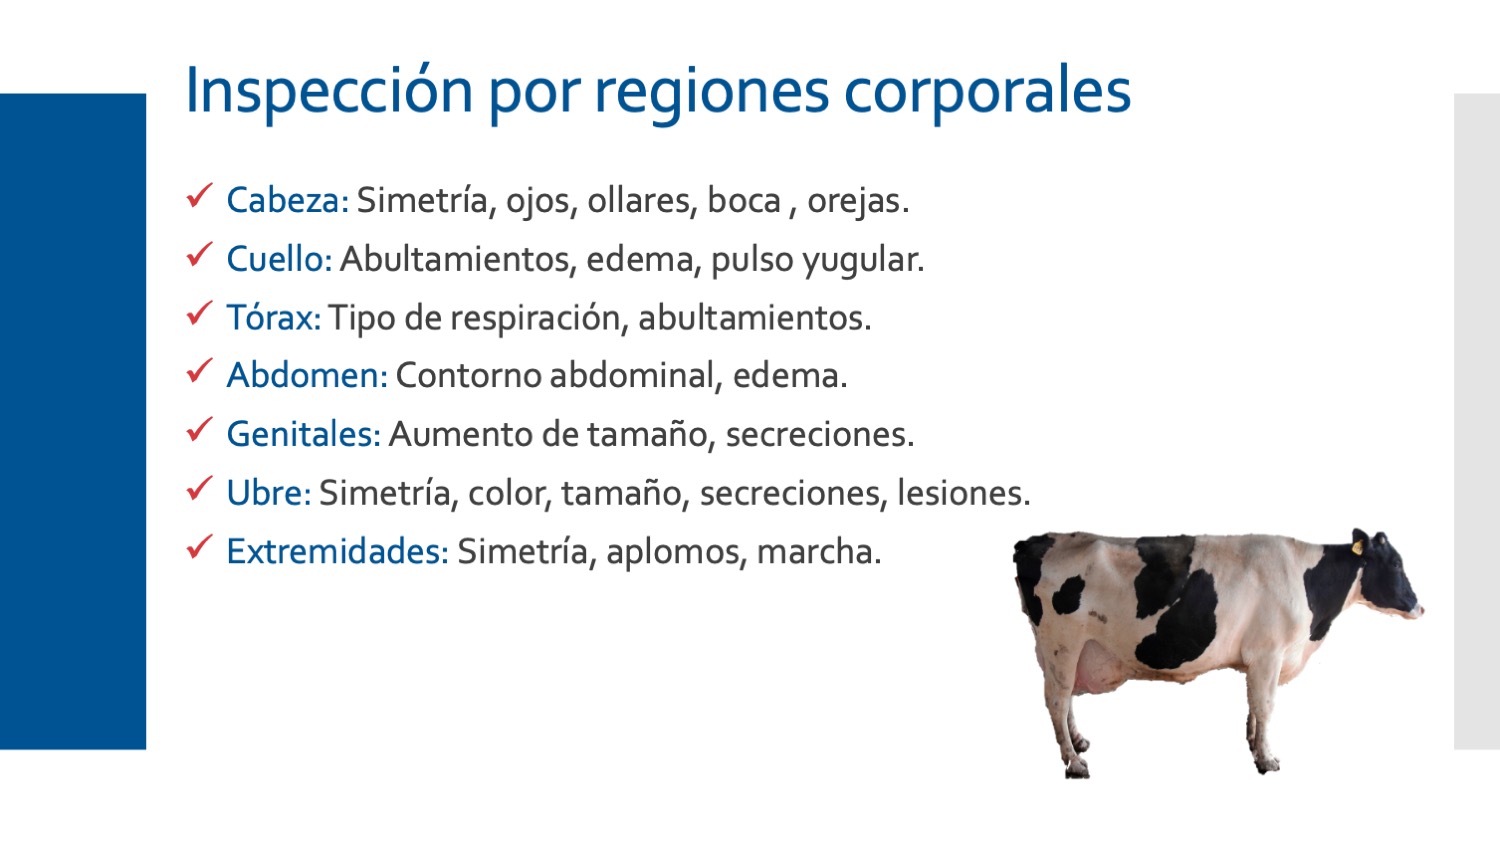 Inspección por regiones corporales
Cabeza: Simetría, ojos, ollares, boca , orejas.
Cuello: Abultamientos, edema, pulso yugular.
Tórax: Tipo de respiración, abultamientos.
Abdomen: Contorno abdominal, edema.
Genitales: Aumento de tamaño, secreciones.
Ubre: Simetría, color, tamaño, secreciones, lesiones.
Extremidades: Simetría, aplomos, marcha.